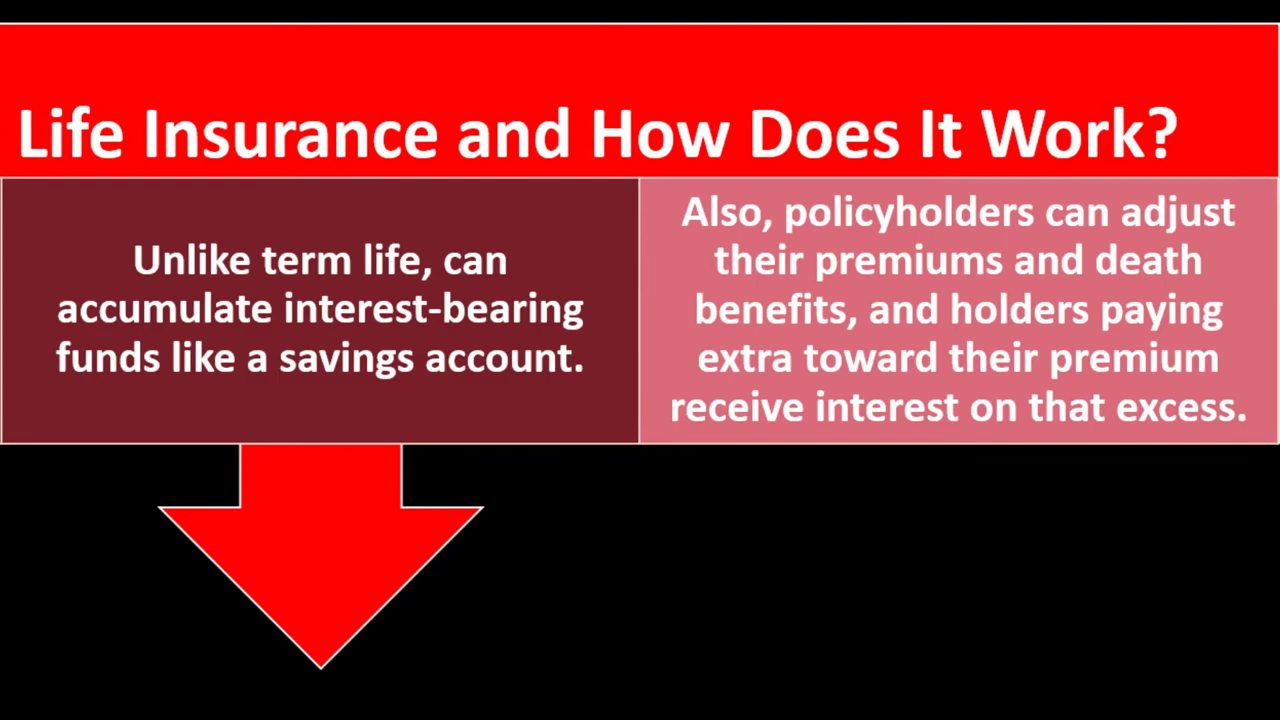 Life Insurance and How Does It Work?
Unlike term life, can
accumulate interest-bearing
funds like a savings account.
Also, policyholders can adjust
their premiums and death
benefits, and holders paying
extra toward their premium
receive interest on that excess.